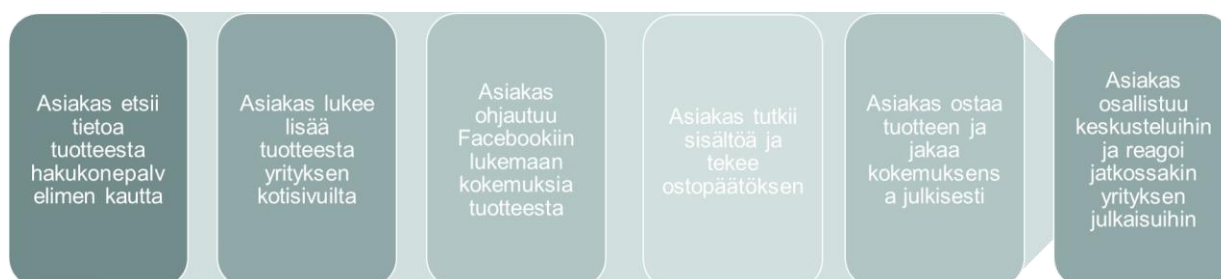 Asiakas etsii
tietoa
tuotteesta
hakukonepalv
elimen kautta
Asiakas lukee
lisää
tuotteesta
yrityksen
kotisivuilta
Asiakas
ohjautuu
Facebookiin
lukemaan
kokemuksia
tuotteesta
Asiakas tutkii
sisältöä ja
tekee
ostopäätöksen
Asiakas ostaa
tuotteen ja
jakaa
kokemuksens
a julkisesti
Asiakas
osallistuu
keskusteluihin
ja reagoi
jatkossakin
yrityksen
julkaisuihin